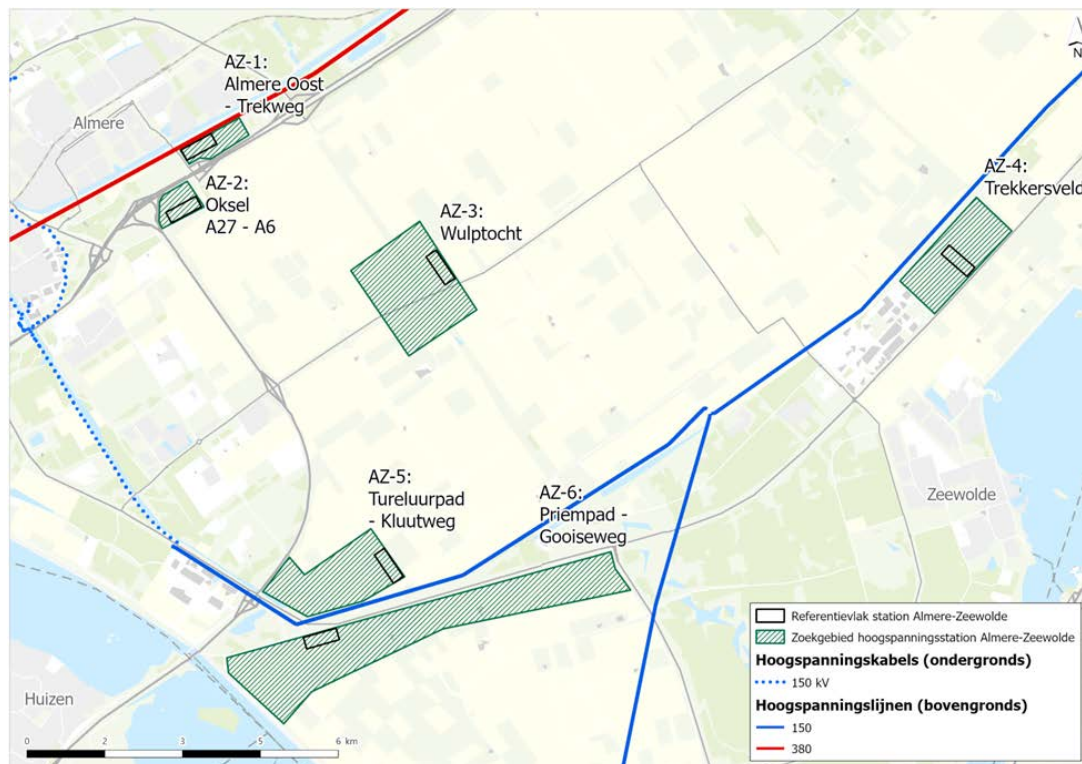 AZ-1:
Almere Oost
- Trekweg
Almere
N
AZ-2:
Oksel
A27 - A6
AZ-3:
Wulptocht
AZ-4:
Trekkersveld
AZ-5:
Tureluurpad
- Kluutweg
AZ-6:
Priempad -
Gooiseweg
Zeewolde
Huizen
0 2 3 4 5 6 km
Referentievlak station Almere-Zeewolde
Zoekgebied hoogspanningsstation Almere-Zeewolde
Hoogspanningskabels (ondergronds)
150 kV
Hoogspanningslijnen (bovengronds)
150
380